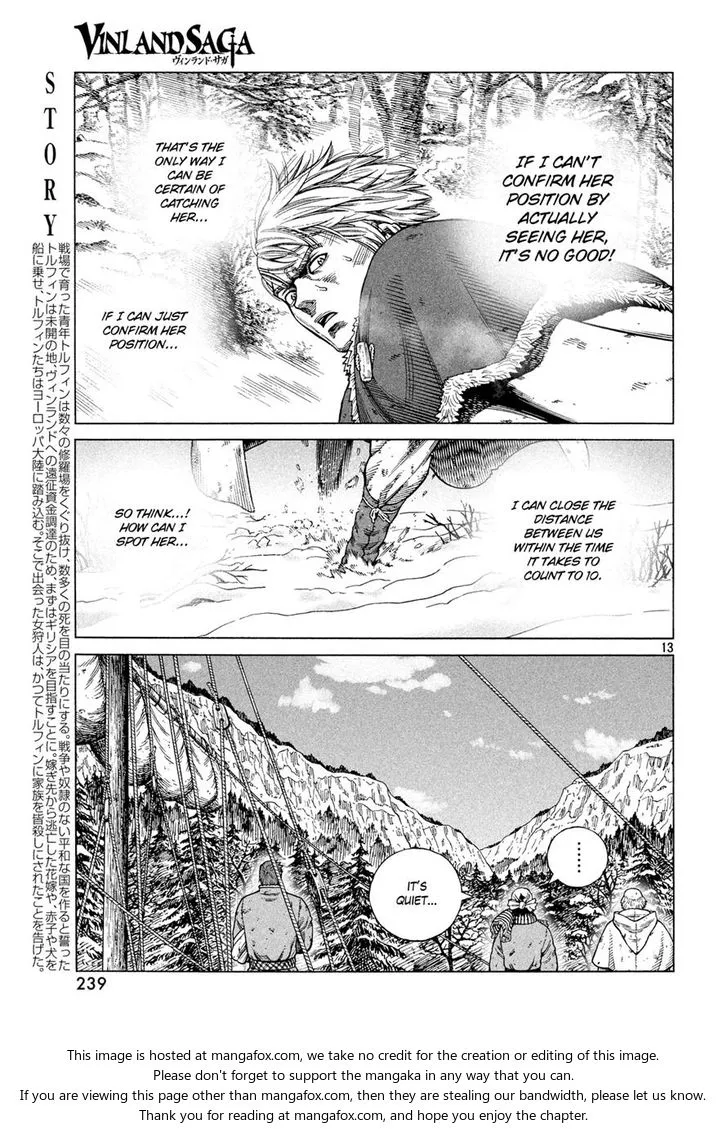 VINLAND SAGA
ヴィンランド・サガ
STORY
戦場で育った青年トルフィンは数々の修羅場をくぐり抜け、数多くの死を目の当たりにする。戦争や奴隷のない平和な国を作ると誓った
トルフィンは未開の地、ヴィンランドへの遠征資金調達のため、まずはギリシアを目指すことに。嫁ぎ先から逃亡した花嫁や、赤子や犬を
船に乗せ、トルフィンたちはヨーロッパ大陸に踏み込む。そこで出会った女狩人は、かつてトルフィンに家族を皆殺しにされたことを告げた。
IF I CAN'T
CONFIRM HER
POSITION BY
ACTUALLY
SEEING HER,
IT'S NO GOOD!
THAT'S THE
ONLY WAY I
CAN BE
CERTAIN OF
CATCHING
HER...
IF I CAN JUST
CONFIRM HER
POSITION...
I CAN CLOSE
THE
DISTANCE
BETWEEN US
WITHIN THE TIME
IT TAKES TO
COUNT TO 10.
SO THINK...!
HOW CAN I
SPOT HER...
13
......
IT'S
QUIET...
239
This image is hosted at mangafox.com, we take no credit for the creation or editing of this image.
Please don't forget to support the mangaka in any way that you can.
If you are viewing this page other than mangafox.com, then they are stealing our bandwidth, please let us know.
Thank you for reading at mangafox.com, and hope you enjoy the chapter.